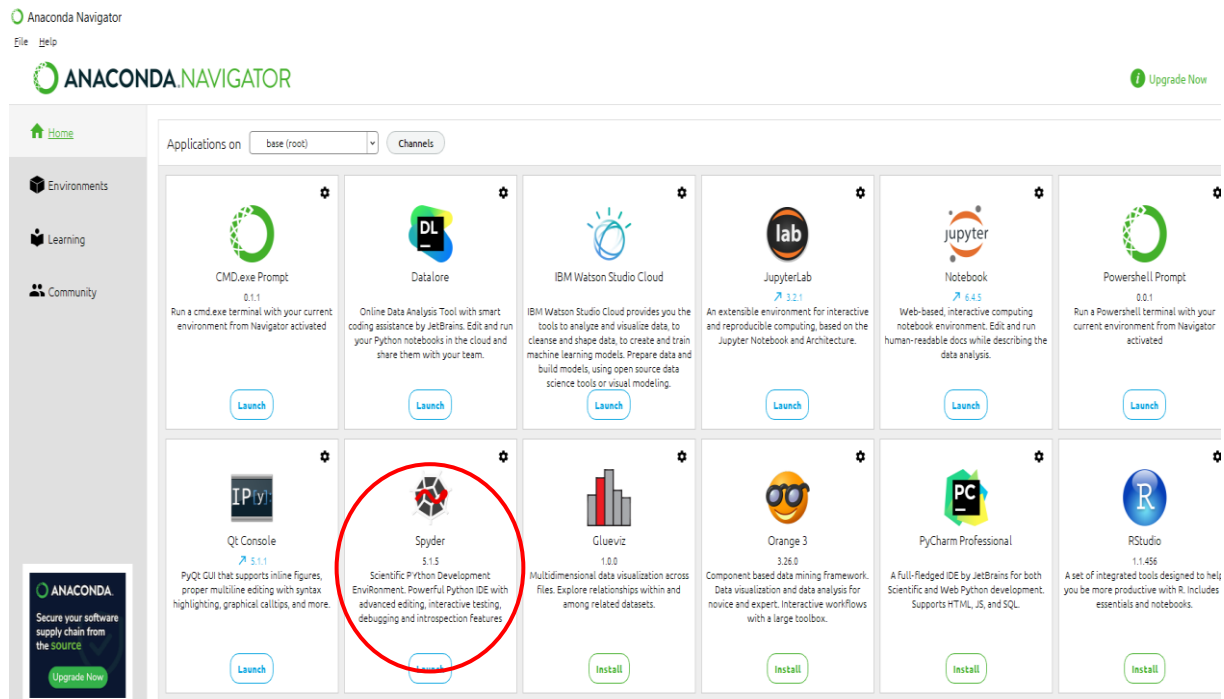 Anaconda Navigator
File Help
ANACONDA.NAVIGATOR
Upgrade Now
Home
Environments
Learning
Community
Applications on base (root) Channels
CMD.exe Prompt
0.1.1
Run a cmd.exe terminal with your current
environment from Navigator activated
Launch
DL
Datalore
Online Data Analysis Tool with smart
coding assistance by JetBrains. Edit and run
your Python notebooks in the cloud and
share them with your team.
Launch
IBM Watson Studio Cloud
IBM Watson Studio Cloud provides you the
tools to analyze and visualize data, to
cleanse and shape data, to create and train
machine learning models. Prepare data and
build models, using open source data
science tools or visual modeling.
Launch
lab
JupyterLab
3.2.1
An extensible environment for interactive
and reproducible computing, based on the
Jupyter Notebook and Architecture.
Launch
jupyter
Notebook
6.4.5
Web-based, interactive computing
notebook environment. Edit and run
human-readable docs while describing the
data analysis.
Launch
Powershell Prompt
0.0.1
Run a Powershell terminal with your
current environment from Navigator
activated
Launch
IP[y]:
Qt Console
5.1.1
PyQt GUI that supports inline figures,
proper multiline editing with syntax
highlighting, graphical calltips, and more.
Launch
Spyder
5.1.5
Scientific PYthon Development
EnviRonment. Powerful Python IDE with
advanced editing, interactive testing,
debugging and introspection features
Launch
Glueviz
1.0.0
Multidimensional data visualization across
files. Explore relationships within and
among related datasets.
Install
Orange 3
3.26.0
Component based data mining framework.
Data visualization and data analysis for
novice and expert. Interactive workflows
with a large toolbox.
Install
PC
PyCharm Professional
A full-fledged IDE by JetBrains for both
Scientific and Web Python development.
Supports HTML, JS, and SQL.
Install
R
RStudio
1.1.456
A set of integrated tools designed to help
you be more productive with R. Includes
essentials and notebooks.
Install
ANACONDA.
Secure your software
supply chain from
the source
Upgrade Now